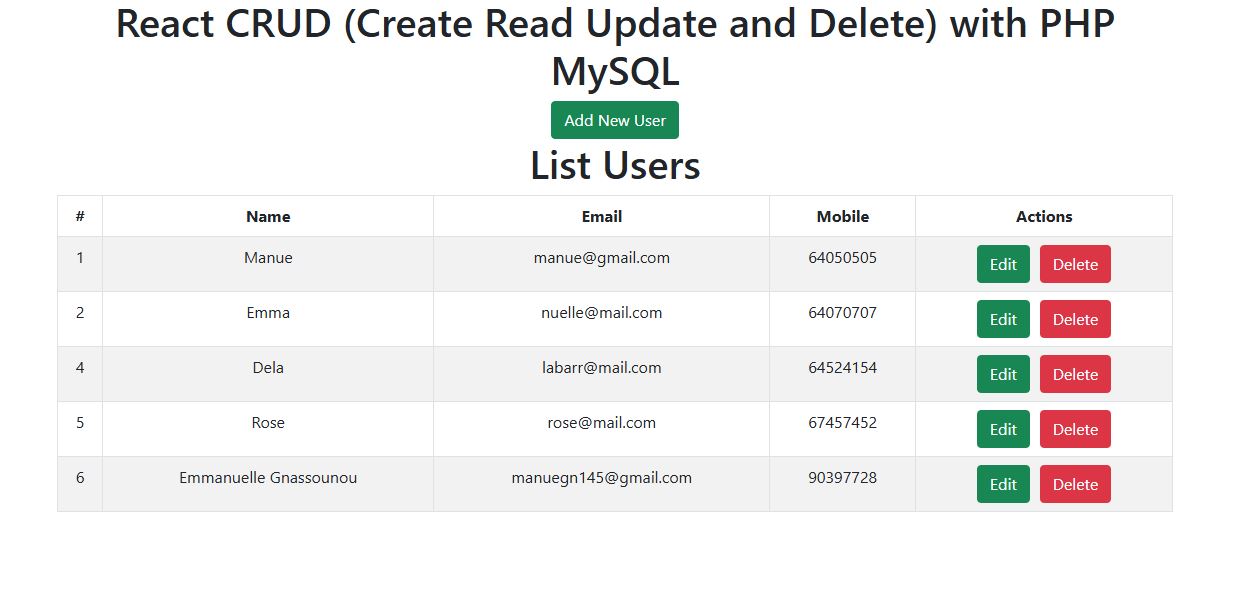 React CRUD (Create Read Update and Delete) with PHP
MySQL
Add New User
List Users
# Name Email Mobile Actions
1 Manue manue@gmail.com 64050505 Edit Delete
2 Emma nuelle@mail.com 64070707 Edit Delete
4 Dela labarr@mail.com 64524154 Edit Delete
5 Rose rose@mail.com 67457452 Edit Delete
6 Emmanuelle Gnassounou manuegn145@gmail.com 90397728 Edit Delete